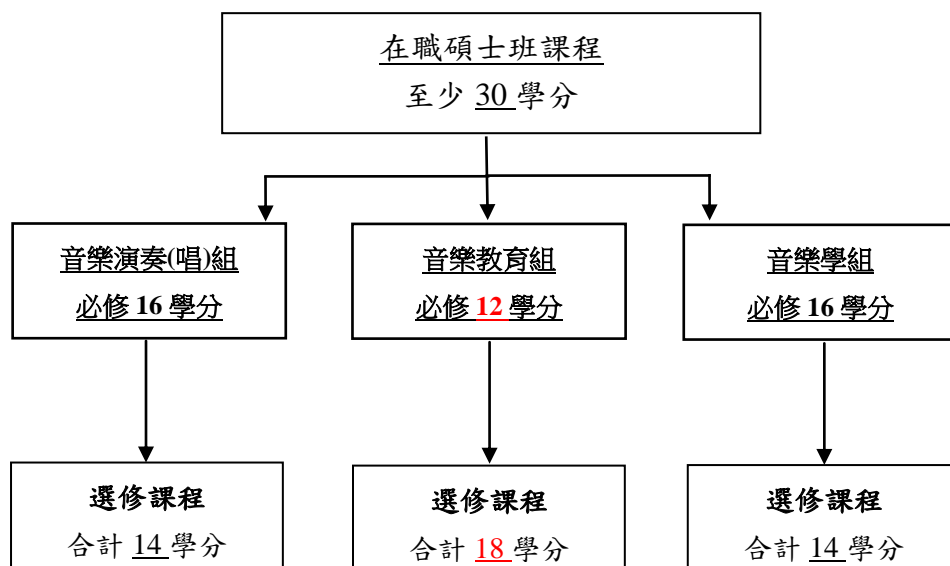 在職碩士班課程
至少 30 學分
音樂演奏(唱)組
必修 16 學分
音樂教育組
必修 12 學分
音樂學組
必修 16 學分
選修課程
合計 14 學分
選修課程
合計 18 學分
選修課程
合計 14 學分